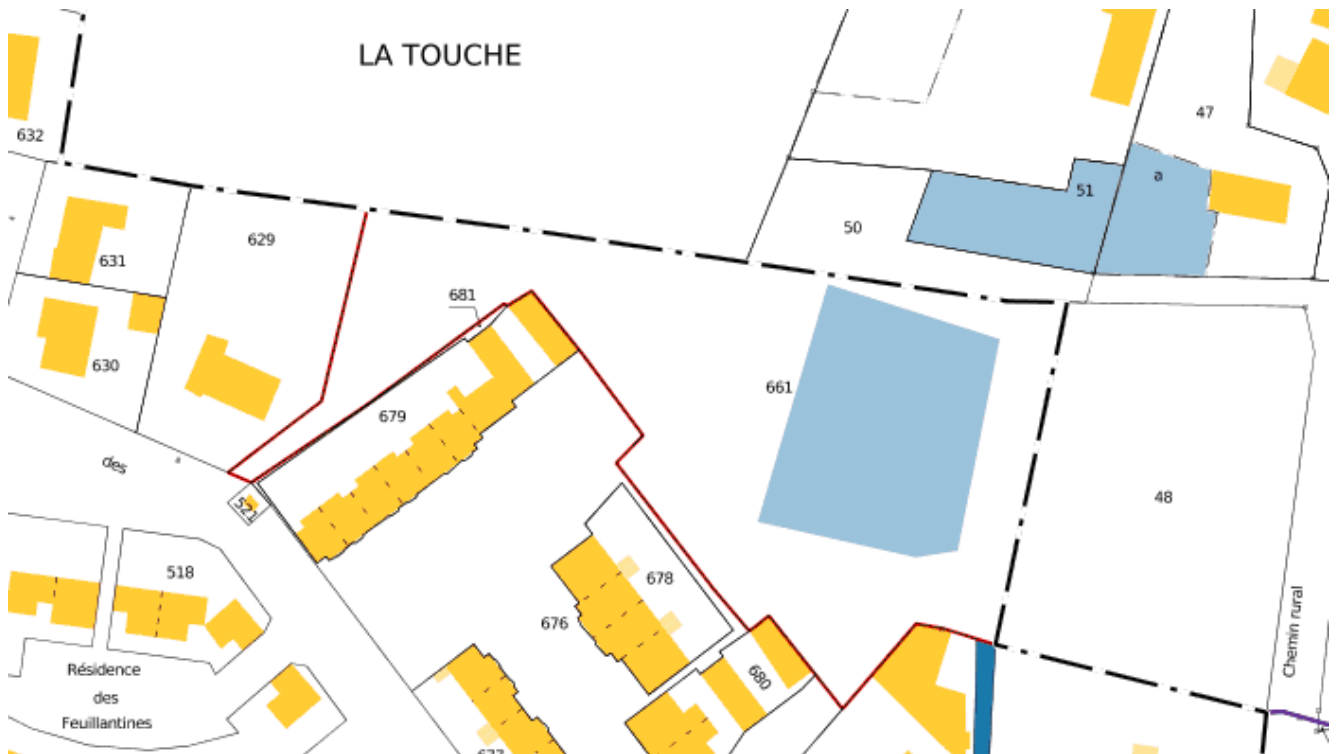 LA TOUCHE
632
47
a
51
50
629
631
681
630
661
679
des
48
521
518
678
676
Résidence
des
Feuillantines
680
Chemin rural